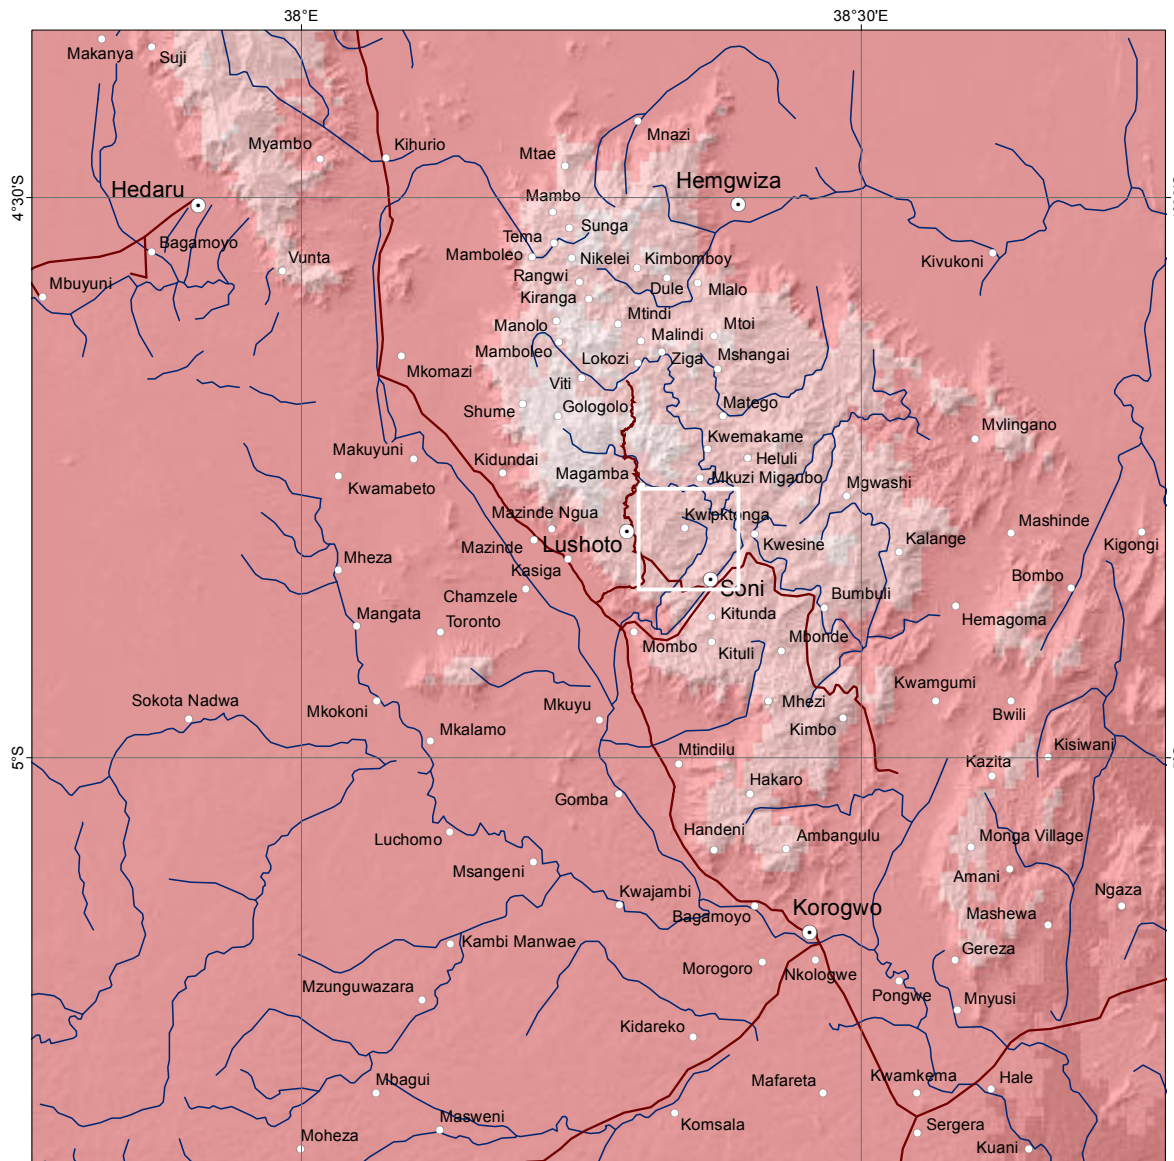 38°E
38°30'E
Makanya
Suji
Mnazi
Myambo
Kihurio
Mtae
Hemgwiza
Hedaru
4°30'S
Mambo
Sunga
Tema
Bagamoyo
Mamboleo
Nikelei
Kimbomboy
Kivukoni
Vunta
Rangwi
Mbuyuni
Dule
Mlalo
Kiranga
Mtindi
Manolo
Malindi
Mtoi
Mamboleo
Lokozi
Ziga
Mshangai
Mkomazi
Viti
Shume
Gologolo
Matego
Mvlingano
Kwemakame
Makuyuni
Kidundai
Heluli
Magamba
Mkuzi Migaubo
Kwamabeto
Mgwashi
Mazinde Ngua
Kwipktonga
Mashinde
Kalange
Mazinde
Lushoto
Kwesine
Kigongi
Mheza
Kasiga
Bombo
Chamzele
Soni
Bumbuli
Mangata
Toronto
Kitunda
Hemagoma
Mombo
Kituli
Mbonde
Kwamgumi
Sokota Nadwa
Mkokoni
Mkuyu
Mhezi
Bwili
Mkalamo
Kimbo
Kisiwani
5°S
Mtindilu
Kazita
Gomba
Hakaro
Luchomo
Handeni
Ambangulu
Monga Village
Msangeni
Amani
Kwajambi
Ngaza
Bagamoyo
Korogwo
Mashewa
Kambi Manwae
Gereza
Morogoro
Nkologwe
Mzunguwazara
Pongwe
Mnyusi
Kidareko
Mbagui
Mafareta
Kwamkema
Hale
Masweni
Komsala
Moheza
Sergera
Kuani